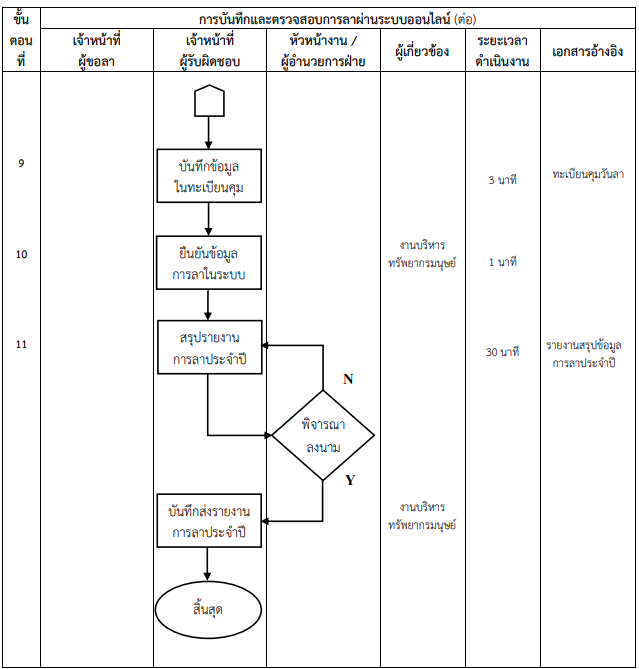 ขั้น
ตอน
ที่
การบันทึกและตรวจสอบการลาผ่านระบบออนไลน์ (ต่อ)
เจ้าหน้าที่
ผู้ขอลา
เจ้าหน้าที่
ผู้รับผิดชอบ
หัวหน้างาน /
ผู้อำนวยการฝ่าย
ผู้เกี่ยวข้อง
ระยะเวลา
ดำเนินงาน
เอกสารอ้างอิง
9
บันทึกข้อมูล
ในทะเบียนคุม
3 นาที
ทะเบียนคุมวันลา
10
ยืนยันข้อมูล
การลาในระบบ
งานบริหาร
ทรัพยากรมนุษย์
1 นาที
11
สรุปรายงาน
การลาประจำปี
30 นาที
รายงานสรุปข้อมูล
การลาประจำปี
N
พิจารณา
ลงนาม
Y
บันทึกส่งรายงาน
การลาประจำปี
งานบริหาร
ทรัพยากรมนุษย์
สิ้นสุด